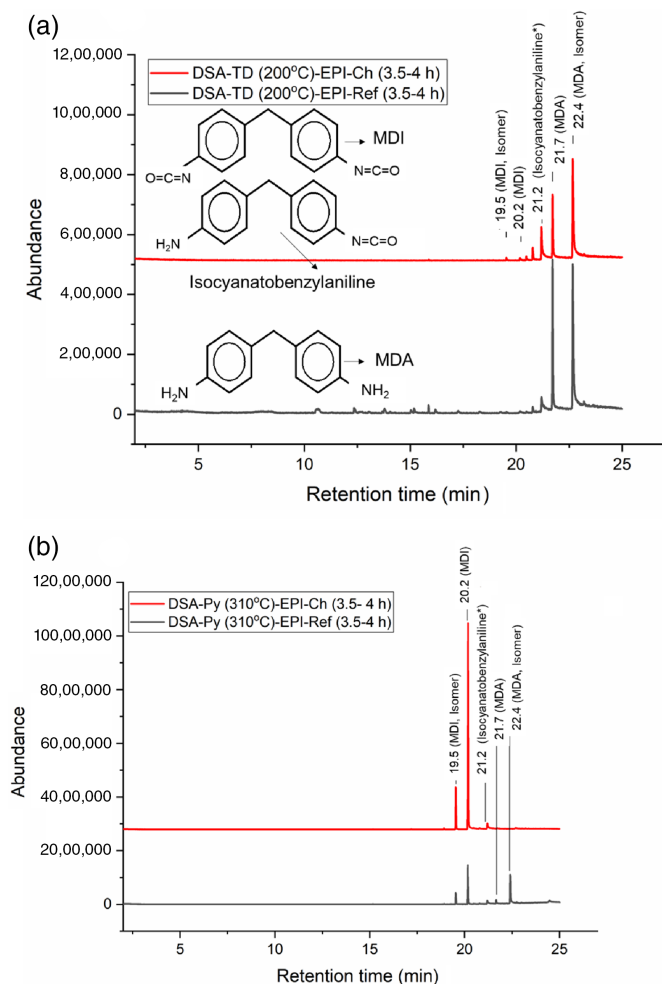 (a)
12,00,000
10,00,000
8,00,000
6,00,000
4,00,000
2,00,000
0
Abundance
DSA-TD (200°C)-EPI-Ch (3.5-4 h)
DSA-TD (200°C)-EPI-Ref (3.5-4 h)
MDI
O=C=N
N=C=O
H₂N
N=C=O
Isocyanatobenzylaniline
MDA
H₂N
NH₂
19.5 (MDI, Isomer)
20.2 (MDI)
21.2 (Isocyanatobenzylaniline*)
21.7 (MDA)
22.4 (MDA, Isomer)
5
10
15
20
25
Retention time (min)
(b)
120,00,000
100,00,000
80,00,000
60,00,000
40,00,000
20,00,000
0
Abundance
DSA-Py (310°C)-EPI-Ch (3.5- 4 h)
DSA-Py (310°C)-EPI-Ref (3.5-4 h)
19.5 (MDI, Isomer)
20.2 (MDI)
21.2 (Isocyanatobenzylaniline*)
21.7 (MDA)
22.4 (MDA, Isomer)
5
10
15
20
25
Retention time (min)